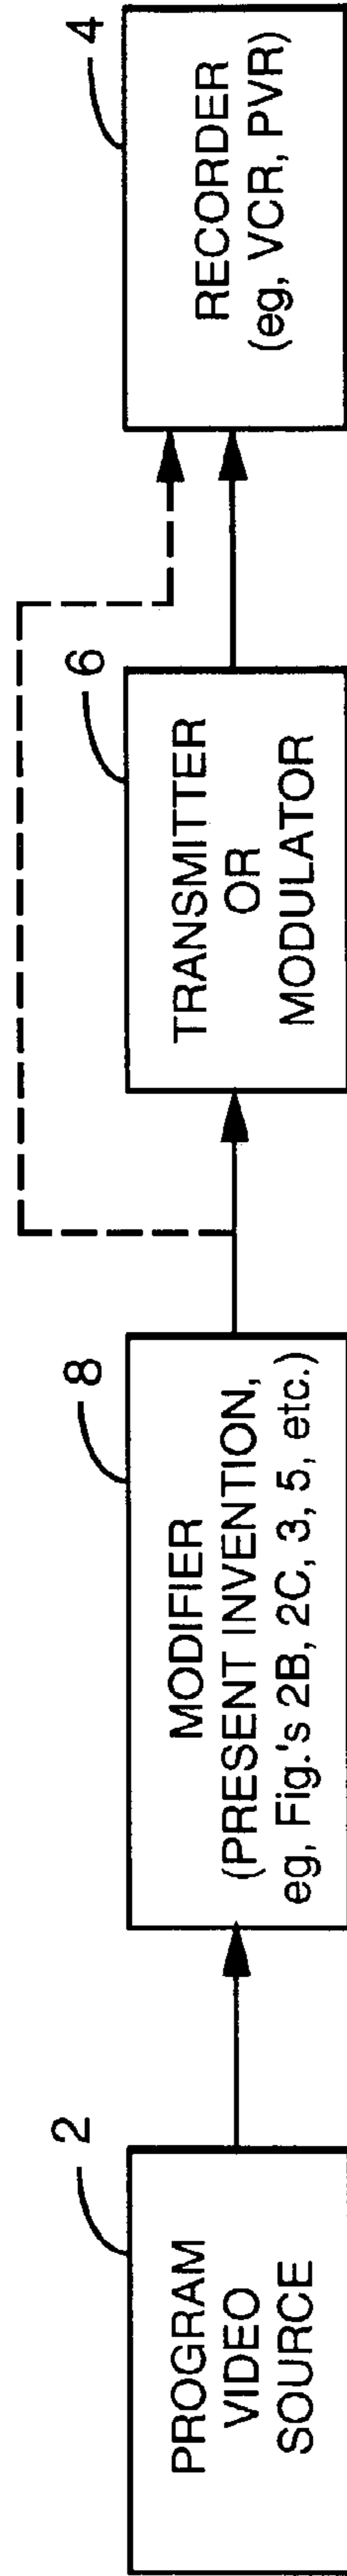 2
PROGRAM
VIDEO
SOURCE
8
MODIFIER
(PRESENT INVENTION,
eg, Fig.'s 2B, 2C, 3, 5, etc.)
6
TRANSMITTER
OR
MODULATOR
4
RECORDER
(eg, VCR, PVR)